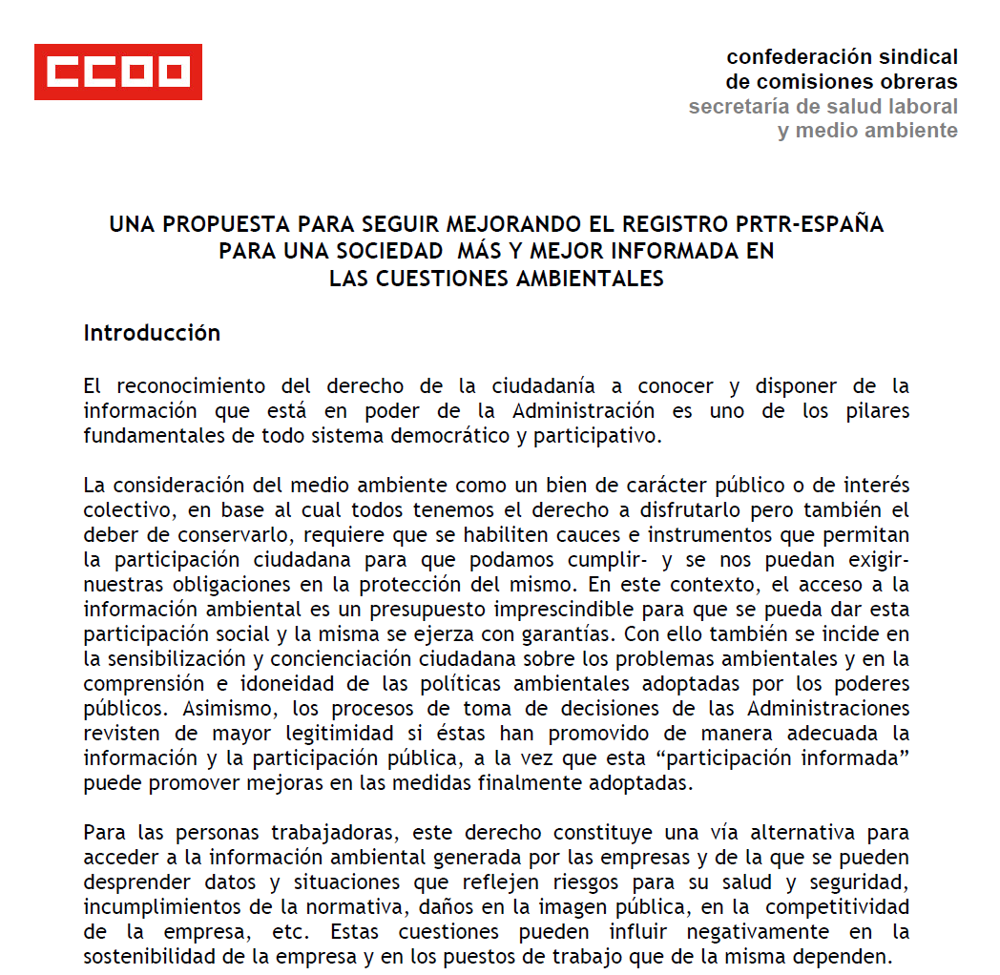 CCOO
confederación sindical
de comisiones obreras
secretaría de salud laboral
y medio ambiente
UNA PROPUESTA PARA SEGUIR MEJORANDO EL REGISTRO PRTR-ESPAÑA
PARA UNA SOCIEDAD MÁS Y MEJOR INFORMADA EN
LAS CUESTIONES AMBIENTALES
Introducción
El reconocimiento del derecho de la ciudadanía a conocer y disponer de la
información que está en poder de la Administración es uno de los pilares
fundamentales de todo sistema democrático y participativo.
La consideración del medio ambiente como un bien de carácter público o de interés
colectivo, en base al cual todos tenemos el derecho a disfrutarlo pero también el
deber de conservarlo, requiere que se habiliten cauces e instrumentos que permitan
la participación ciudadana para que podamos cumplir- y se nos puedan exigir-
nuestras obligaciones en la protección del mismo. En este contexto, el acceso a la
información ambiental es un presupuesto imprescindible para que se pueda dar esta
participación social y la misma se ejerza con garantías. Con ello también se incide en
la sensibilización y concienciación ciudadana sobre los problemas ambientales y en la
comprensión e idoneidad de las políticas ambientales adoptadas por los poderes
públicos. Asimismo, los procesos de toma de decisiones de las Administraciones
revisten de mayor legitimidad si éstas han promovido de manera adecuada la
información y la participación pública, a la vez que esta “participación informada”
puede promover mejoras en las medidas finalmente adoptadas.
Para las personas trabajadoras, este derecho constituye una vía alternativa para
acceder a la información ambiental generada por las empresas y de la que se pueden
desprender datos y situaciones que reflejen riesgos para su salud y seguridad,
incumplimientos de la normativa, daños en la imagen pública, en la competitividad
de la empresa, etc. Estas cuestiones pueden influir negativamente en la
sostenibilidad de la empresa y en los puestos de trabajo que de la misma dependen.